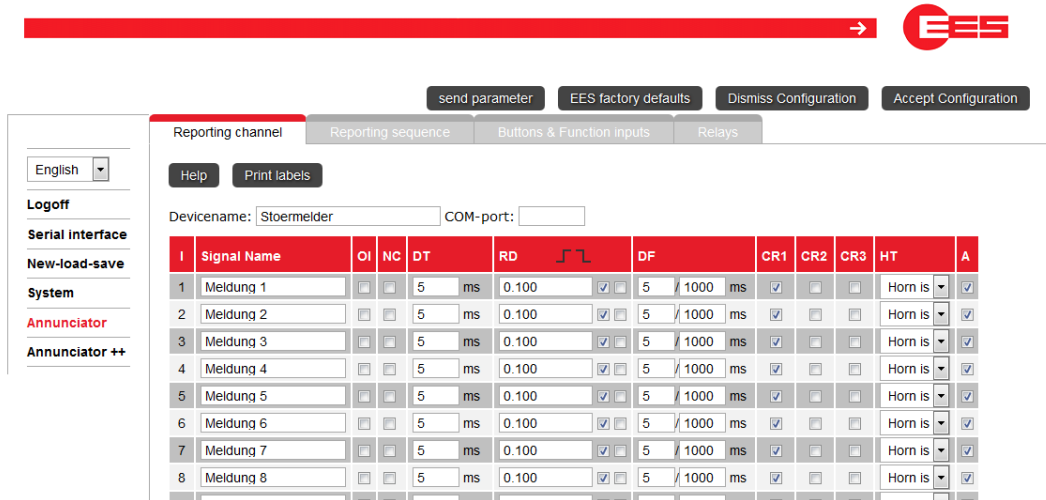 → EES
send parameter EES factory defaults Dismiss Configuration Accept Configuration
Reporting channel Reporting sequence Buttons & Function inputs Relays
English
Help Print labels
Logoff
Devicename: Stoermelder COM-port:
Serial interface
New-load-save
System
Annunciator
Annunciator ++
I Signal Name OI NC DT RD DF CR1 CR2 CR3 HT A
1 Meldung 1 5 ms 0.100 5 / 1000 ms Horn is
2 Meldung 2 5 ms 0.100 5 / 1000 ms Horn is
3 Meldung 3 5 ms 0.100 5 / 1000 ms Horn is
4 Meldung 4 5 ms 0.100 5 / 1000 ms Horn is
5 Meldung 5 5 ms 0.100 5 / 1000 ms Horn is
6 Meldung 6 5 ms 0.100 5 / 1000 ms Horn is
7 Meldung 7 5 ms 0.100 5 / 1000 ms Horn is
8 Meldung 8 5 ms 0.100 5 / 1000 ms Horn is